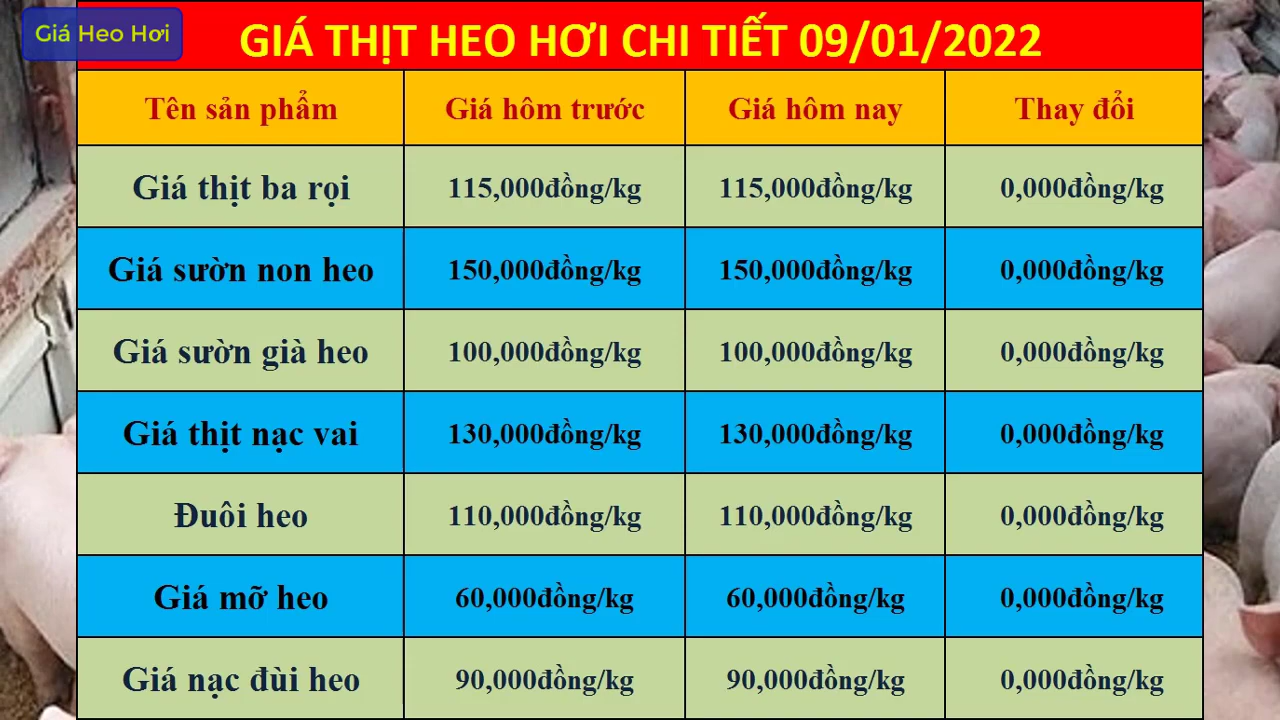 Giá Heo Hơi
GIÁ THỊT HEO HƠI CHI TIẾT 09/01/2022
Tên sản phẩm Giá hôm trước Giá hôm nay Thay đổi
Giá thịt ba rọi 115,000đồng/kg 115,000đồng/kg 0,000đồng/kg
Giá sườn non heo 150,000đồng/kg 150,000đồng/kg 0,000đồng/kg
Giá sườn già heo 100,000đồng/kg 100,000đồng/kg 0,000đồng/kg
Giá thịt nạc vai 130,000đồng/kg 130,000đồng/kg 0,000đồng/kg
Đuôi heo 110,000đồng/kg 110,000đồng/kg 0,000đồng/kg
Giá mỡ heo 60,000đồng/kg 60,000đồng/kg 0,000đồng/kg
Giá nạc đùi heo 90,000đồng/kg 90,000đồng/kg 0,000đồng/kg